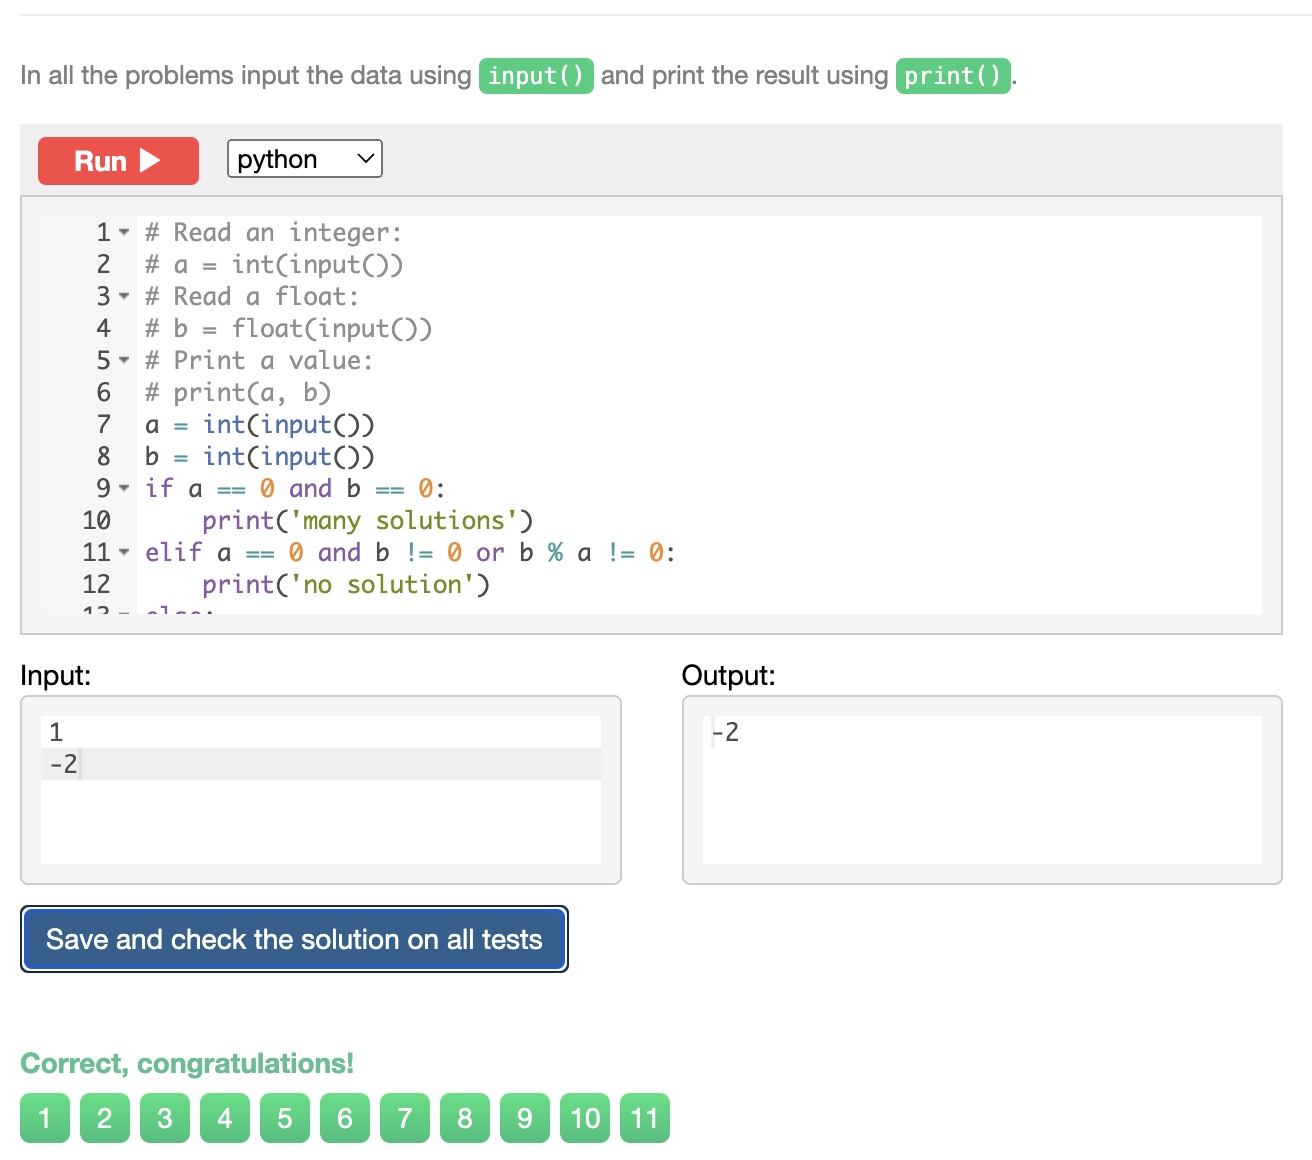 In all the problems input the data using input() and print the result using print().
Run
python
1 # Read an integer:
2 # a = int(input())
3 # Read a float:
4 # b = float(input())
5 # Print a value:
6 # print(a, b)
7 a = int(input())
8 b = int(input())
9 if a == 0 and b == 0:
10     print('many solutions')
11 elif a == 0 and b != 0 or b % a != 0:
12     print('no solution')
13 else:
Input:
1
-2
Output:
-2
Save and check the solution on all tests
Correct, congratulations!
1 2 3 4 5 6 7 8 9 10 11